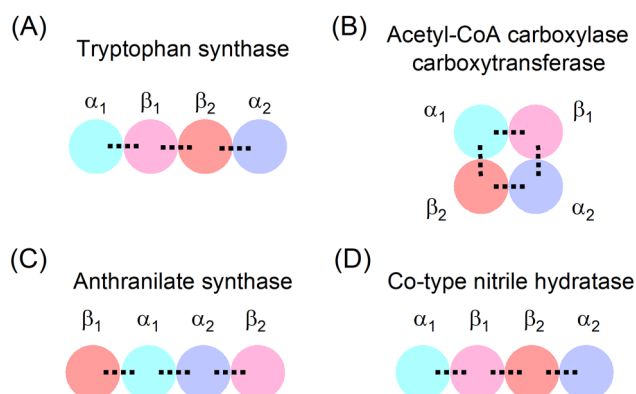 (A)
Tryptophan synthase
α1 β1 β2 α2
(B)
Acetyl-CoA carboxylase
carboxytransferase
α1 β1
β2 α2
(C)
Anthranilate synthase
β1 α1 α2 β2
(D)
Co-type nitrile hydratase
α1 β1 β2 α2